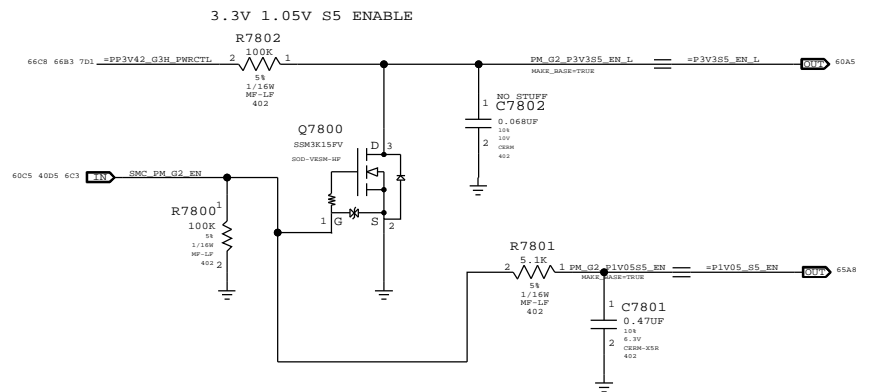 3.3V 1.05V S5 ENABLE
R7802
100K
66C8 66B3 7D1 =PP3V42_G3H_PWRCTL 2 1
5%
1/16W
MF-LF
402
PM_G2_P3V3S5_EN_L =P3V3S5_EN_L OUT 60A5
MAKE_BASE=TRUE
NO STUFF
1 C7802
0.068UF
10%
10V
CERM
402
2
Q7800
SSM3K15FV
SOD-VESM-HF
D 3
1 G S 2
60C5 40D5 6C3 IN SMC_PM_G2_EN
R7800 1
100K
5%
1/16W
MF-LF
402 2
R7801
5.1K
2 1 PM_G2_P1V05S5_EN =P1V05_S5_EN OUT 65A8
MAKE_BASE=TRUE
5%
1/16W
MF-LF
402
1 C7801
0.47UF
10%
6.3V
CERM-X5R
402
2